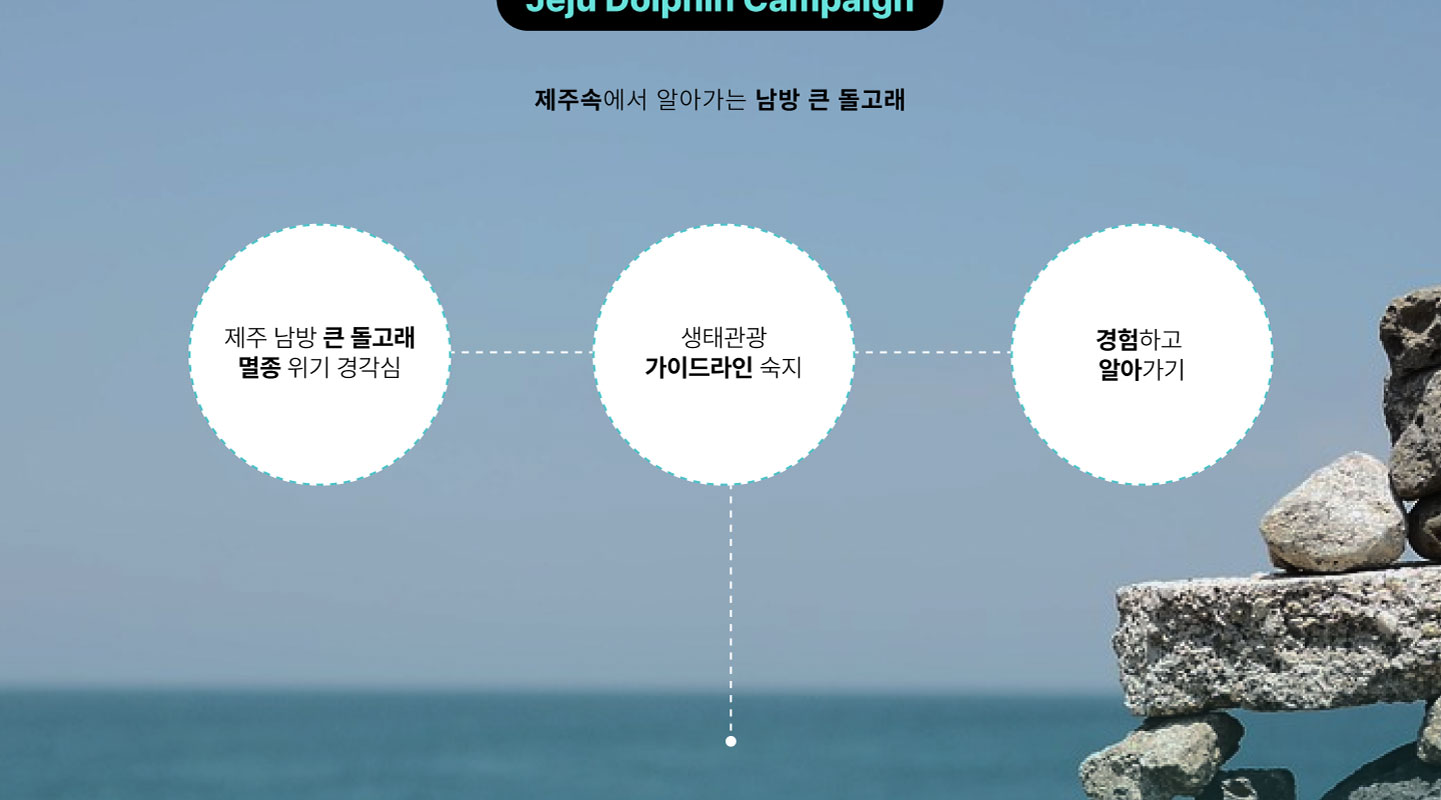 Jeju Dolphin Campaign
제주속에서 알아가는 남방 큰 돌고래
제주 남방 큰 돌고래
멸종 위기 경각심
생태관광
가이드라인 숙지
경험하고
알아가기